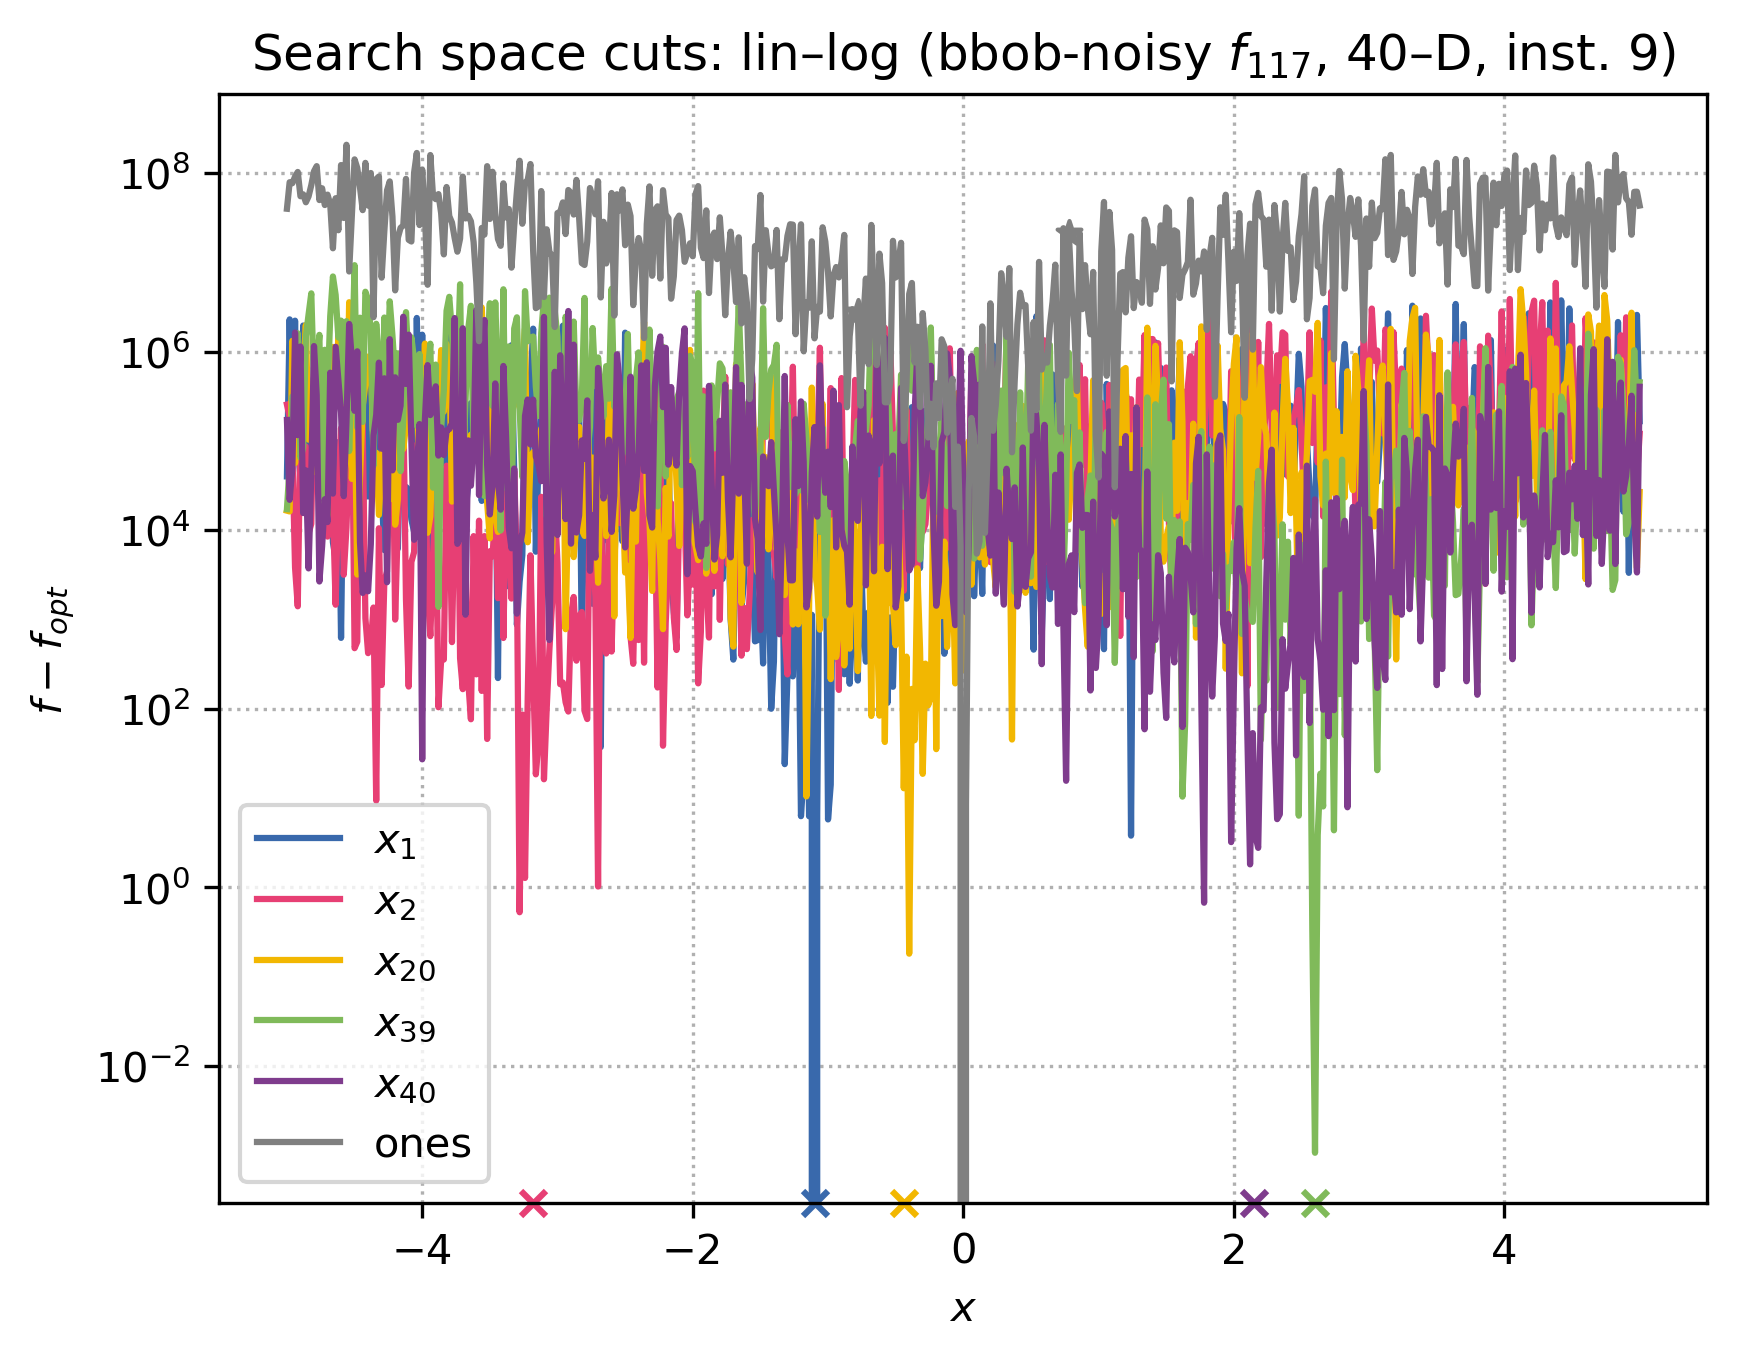 Search space cuts: lin–log (bbob-noisy f117, 40–D, inst. 9)
10^8
10^6
10^4
10^2
10^0
10^−2
f − fopt
x1
x2
x20
x39
x40
ones
−4 −2 0 2 4
x